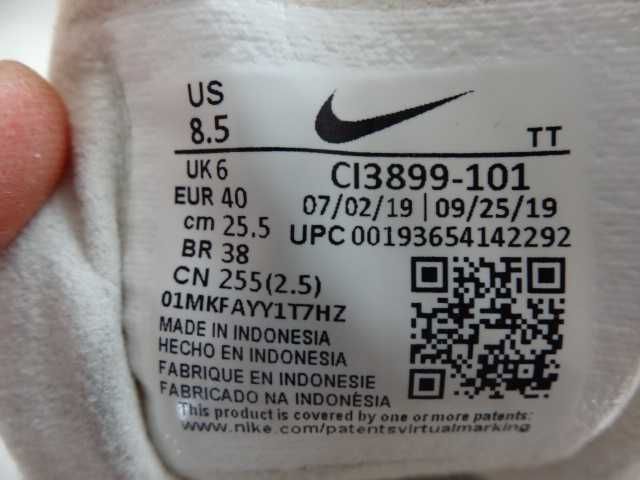 US
8.5
TT
UK 6
EUR 40
cm 25.5
BR 38
CN 255(2.5)
CI3899-101
07/02/19 | 09/25/19
UPC 00193654142292
01MKFAYY1T7HZ
MADE IN INDONESIA
HECHO EN INDONESIA
FABRIQUE EN INDONESIE
FABRICADO NA INDONÉSIA
This product is covered by one or more patents:
www.nike.com/patentsvirtualmarking